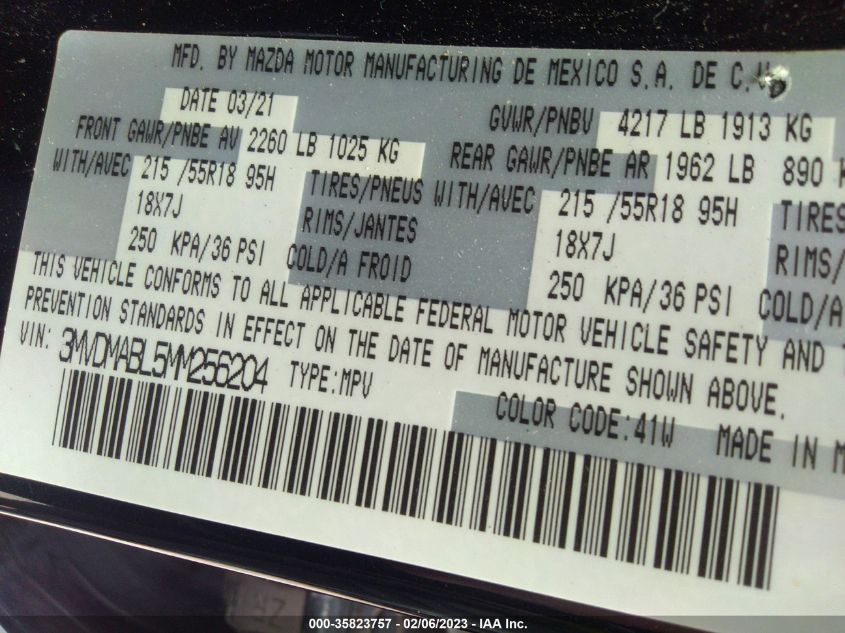 MFD. BY MAZDA MOTOR MANUFACTURING DE MEXICO S.A. DE C.V.
DATE 03/21 GVWR/PNBV 4217 LB 1913 KG
FRONT GAWR/PNBE AV 2260 LB 1025 KG REAR GAWR/PNBE AR 1962 LB 890
WITH/AVEC 215 /55R18 95H TIRES/PNEUS WITH/AVEC 215 /55R18 95H TIRES
18X7J RIMS/JANTES 18X7J RIMS/
250 KPA/36 PSI COLD/A FROID 250 KPA/36 PSI COLD/A
THIS VEHICLE CONFORMS TO ALL APPLICABLE FEDERAL MOTOR VEHICLE SAFETY AND
PREVENTION STANDARDS IN EFFECT ON THE DATE OF MANUFACTURE SHOWN ABOVE.
VIN: 3MVDMABL5MM256204 TYPE:MPV
COLOR CODE:41W MADE IN
000-35823757 - 02/06/2023 - IAA Inc.